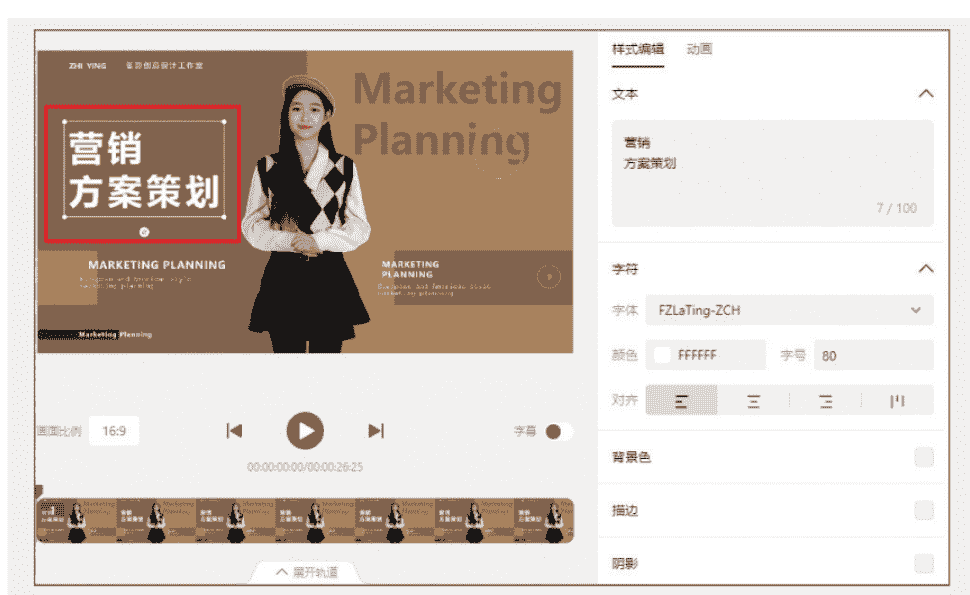 样式编辑 动画
ZHI YING
Marketing
Planning
营销
方案策划
MARKETING PLANNING
MARKETING
PLANNING
Marketing Planning
文本
营销
方案策划
7 / 100
字符
字体 FZLaTing-ZCH
颜色 FFFFFF 字号 80
对齐
画面比例 16:9 字幕
00:00:00:00/00:00:26:25
背景色
描边
阴影
展开轨道